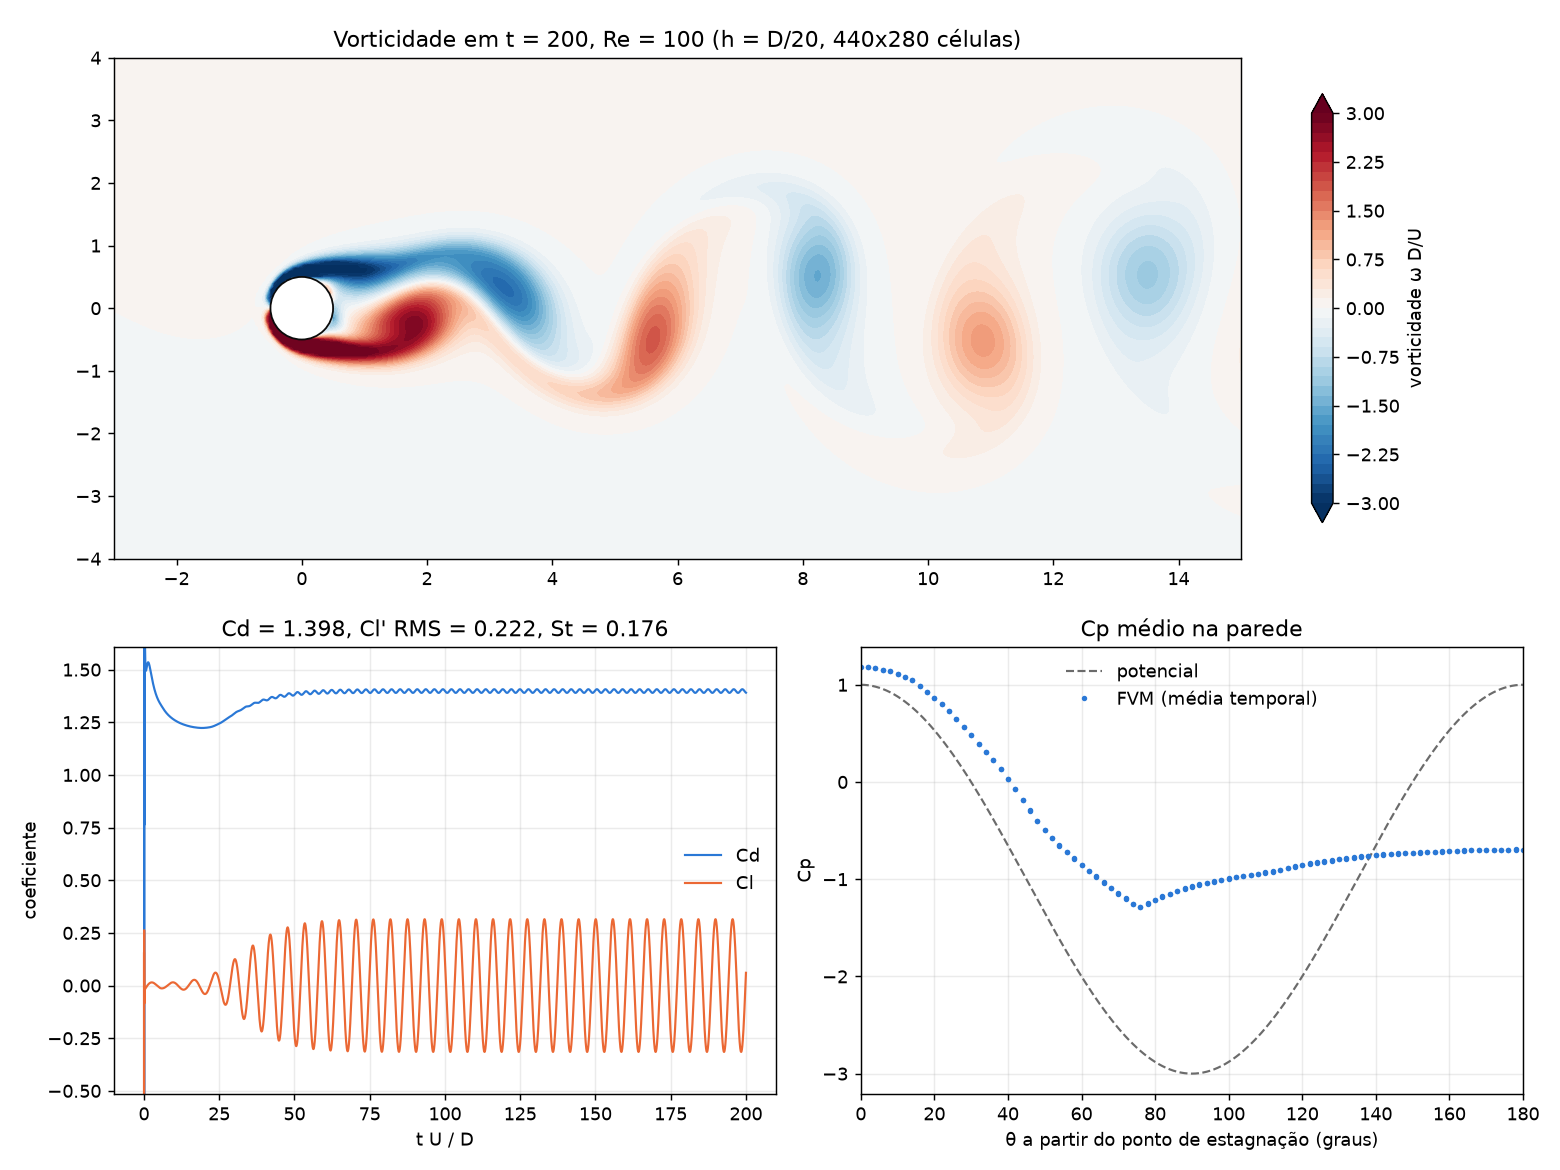 Vorticidade em t = 200, Re = 100 (h = D/20, 440x280 células)
4
3
2
1
0
−1
−2
−3
−4
−2 0 2 4 6 8 10 12 14
3.00
2.25
1.50
0.75
0.00
−0.75
−1.50
−2.25
−3.00
vorticidade ω D/U
Cd = 1.398, Cl' RMS = 0.222, St = 0.176
1.50
1.25
1.00
0.75
0.50
0.25
0.00
−0.25
−0.50
coeficiente
Cd
Cl
0 25 50 75 100 125 150 175 200
t U / D
Cp médio na parede
potencial
FVM (média temporal)
1
0
−1
−2
−3
Cp
0 20 40 60 80 100 120 140 160 180
θ a partir do ponto de estagnação (graus)